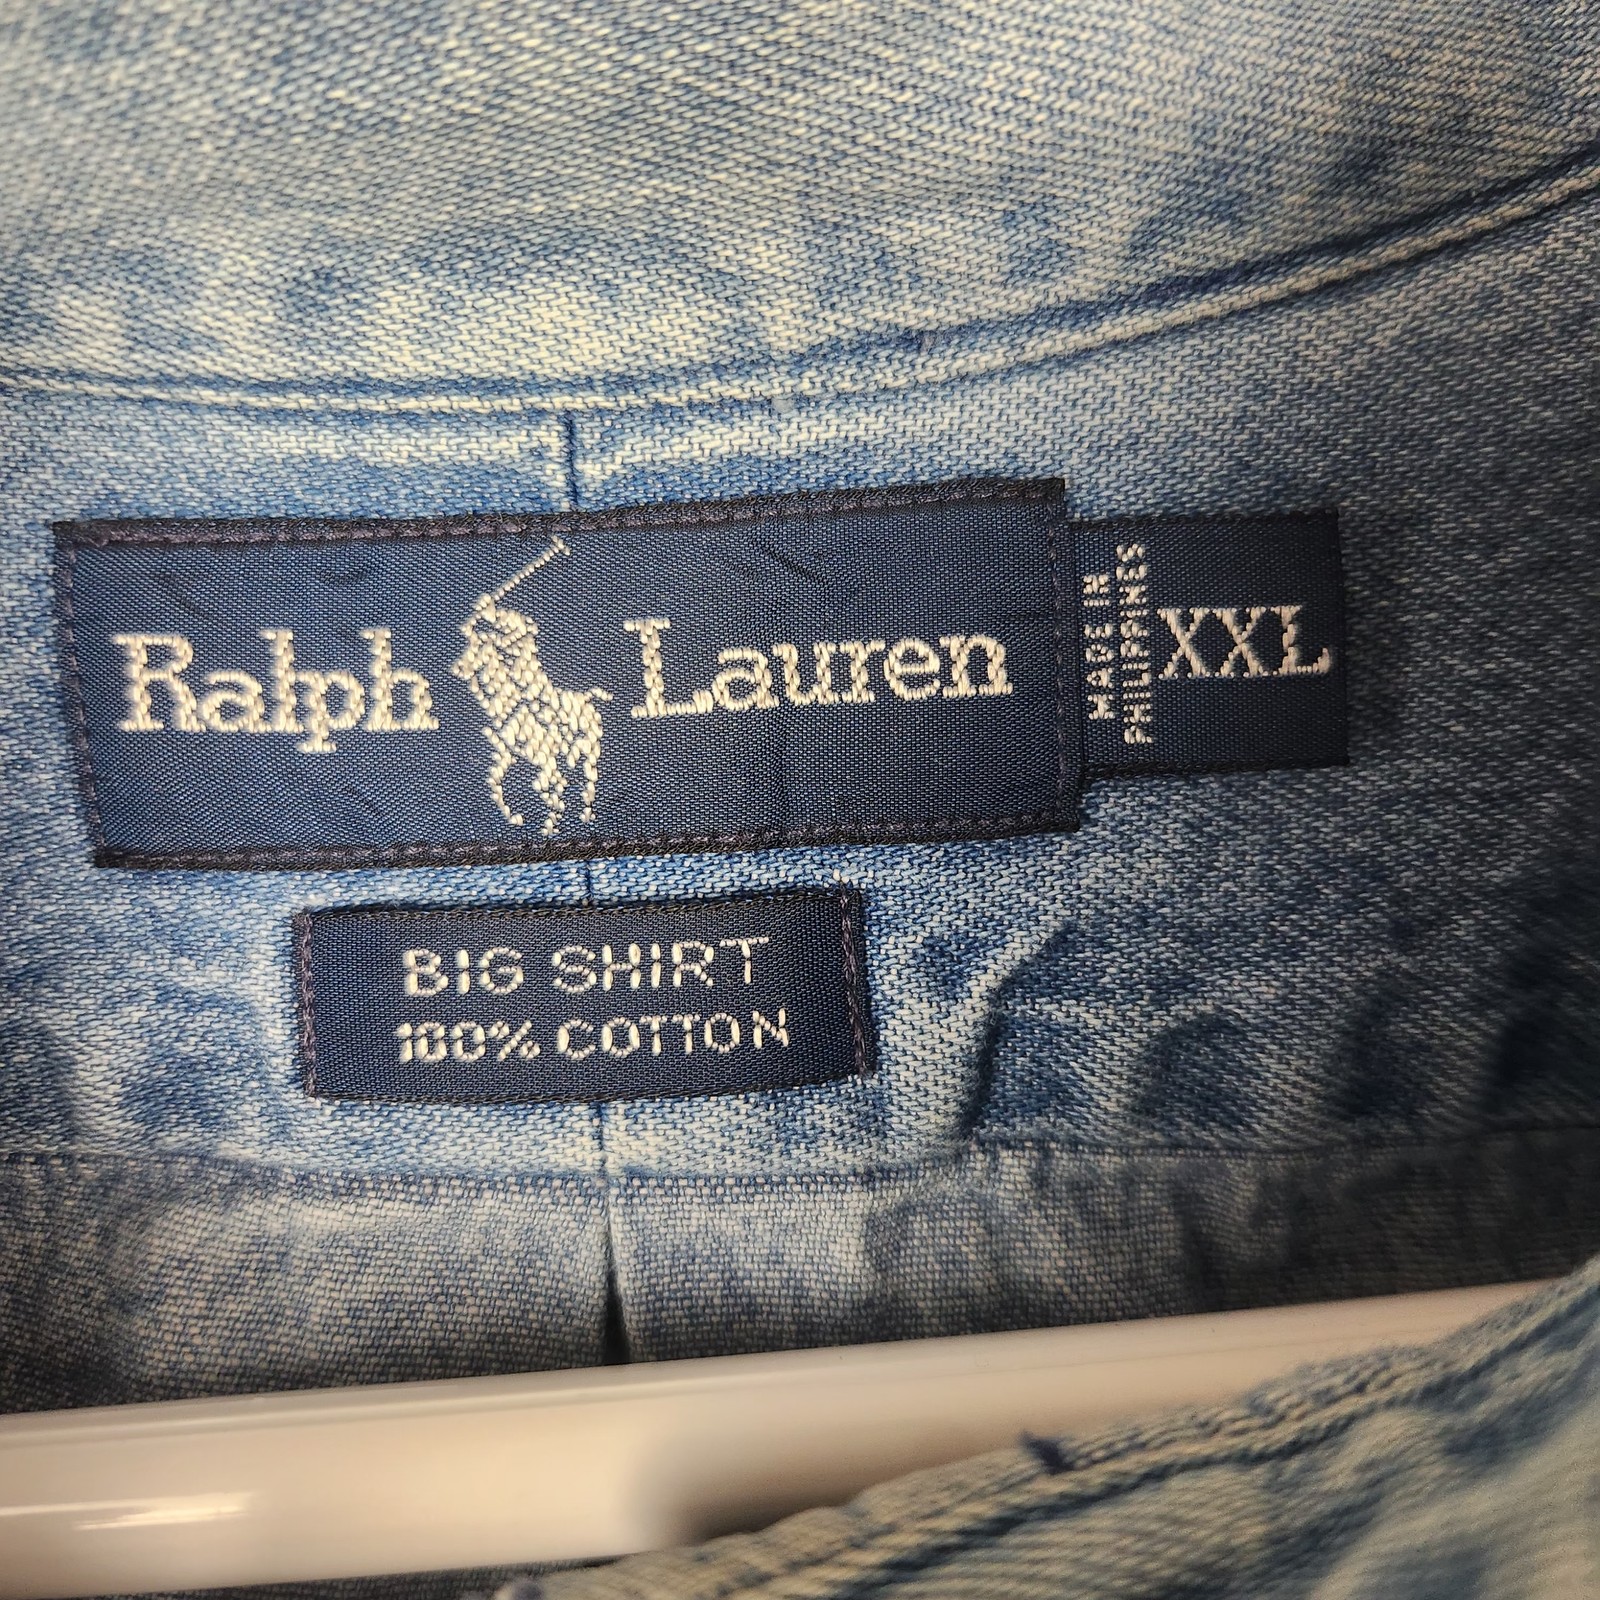 Ralph Lauren
MADE IN
PHILIPPINES
XXL
BIG SHIRT
100% COTTON